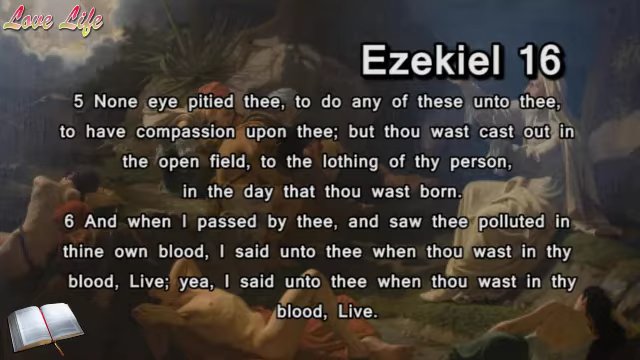 Love Life
Ezekiel 16
5 None eye pitied thee, to do any of these unto thee,
to have compassion upon thee; but thou wast cast out in
the open field, to the lothing of thy person,
in the day that thou wast born.
6 And when I passed by thee, and saw thee polluted in
thine own blood, I said unto thee when thou wast in thy
blood, Live; yea, I said unto thee when thou wast in thy
blood, Live.